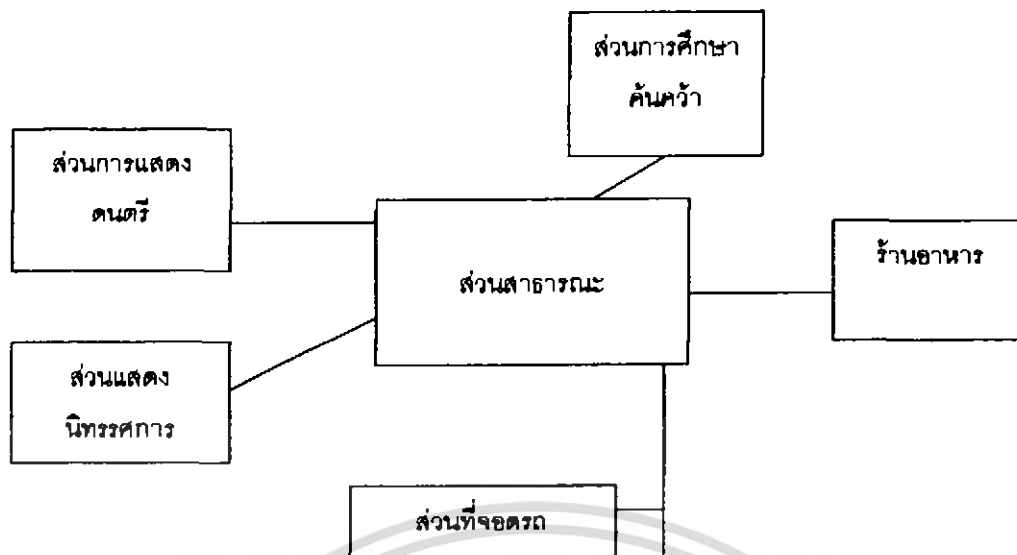 ส่วนการศึกษา
ค้นคว้า
ส่วนการแสดง
ดนตรี
ส่วนสาธารณะ
ร้านอาหาร
ส่วนแสดง
นิทรรศการ
ส่วนที่จอดรถ